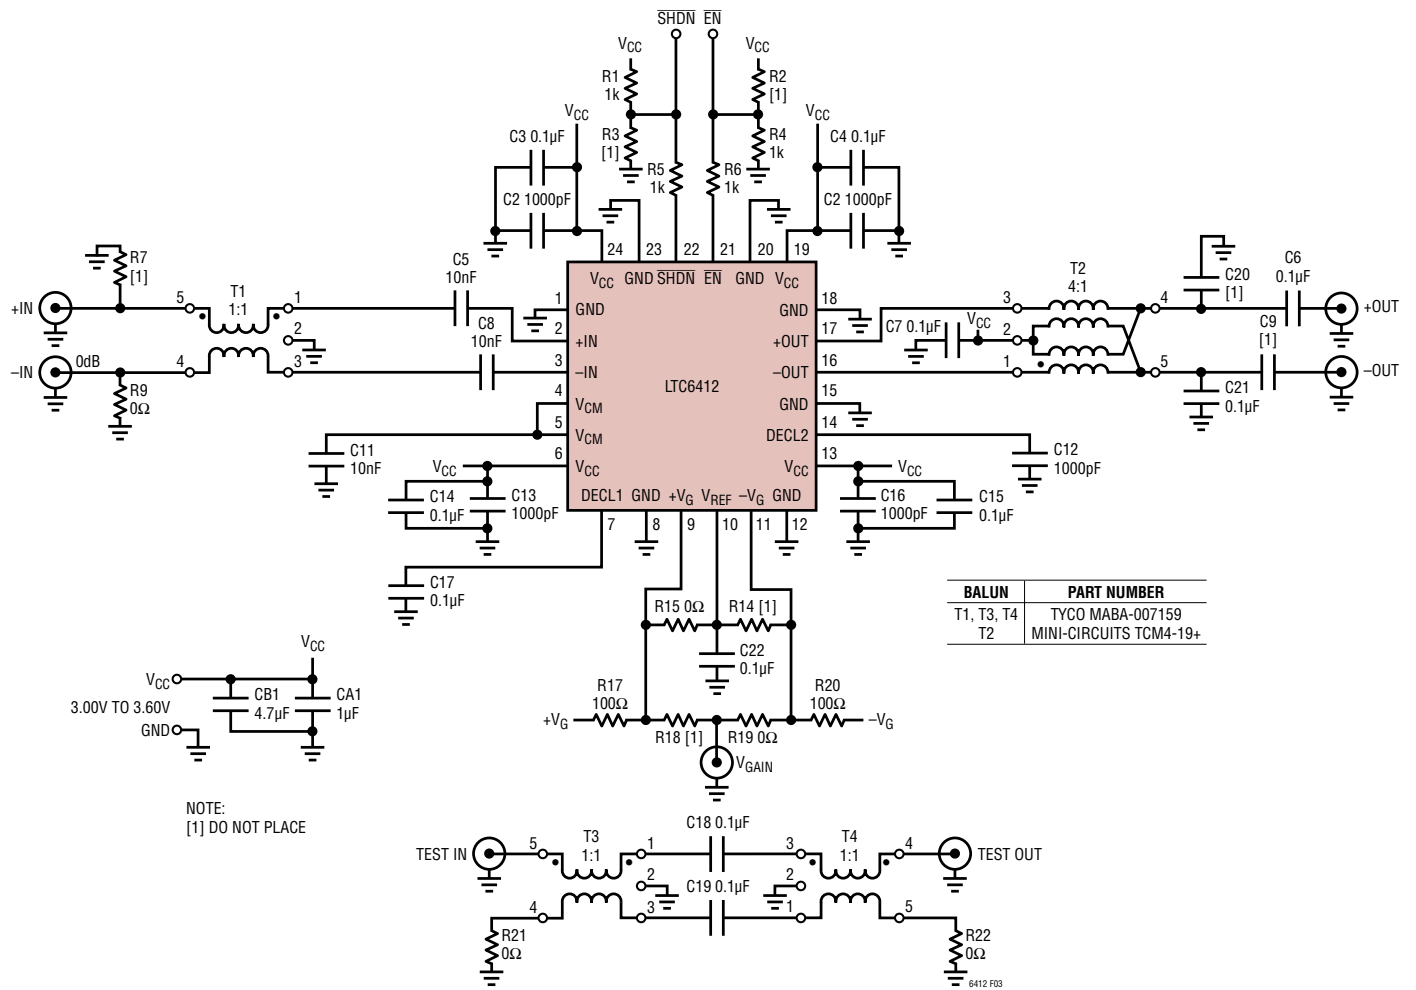 SHDN EN
VCC
VCC
R1
1k
R2
[1]
VCC
VCC
C3 0.1µF
R3
[1]
R4
1k
C4 0.1µF
R5
1k
R6
1k
C2 1000pF
C2 1000pF
24 23 22 21 20 19
VCC GND SHDN EN GND VCC
R7
[1]
C5
10nF
T1
1:1
5 1
+IN
2
C8
10nF
–IN
0dB
4 3
R9
0Ω
1 GND
2 +IN
3 –IN
4 VCM
5 VCM
6 VCC
LTC6412
18 GND
17 +OUT
16 –OUT
15 GND
14 DECL2
13 VCC
DECL1 GND +VG VREF –VG GND
7 8 9 10 11 12
T2
4:1
3 4
C7 0.1µF
VCC
2
1 5
C20
[1]
C6
0.1µF
+OUT
C9
[1]
–OUT
C21
0.1µF
C11
10nF
VCC
C14
0.1µF
C13
1000pF
C12
1000pF
VCC
C16
1000pF
C15
0.1µF
C17
0.1µF
R15 0Ω
R14 [1]
C22
0.1µF
R17
100Ω
R20
100Ω
+VG
–VG
R18 [1]
R19 0Ω
VGAIN
BALUN PART NUMBER
T1, T3, T4 TYCO MABA-007159
T2 MINI-CIRCUITS TCM4-19+
VCC
VCC
3.00V TO 3.60V
GND
CB1
4.7µF
CA1
1µF
NOTE:
[1] DO NOT PLACE
TEST IN
5
T3
1:1
1
C18 0.1µF
3
T4
1:1
4
TEST OUT
2
C19 0.1µF
2
4 3 1 5
R21
0Ω
R22
0Ω
6412 F03